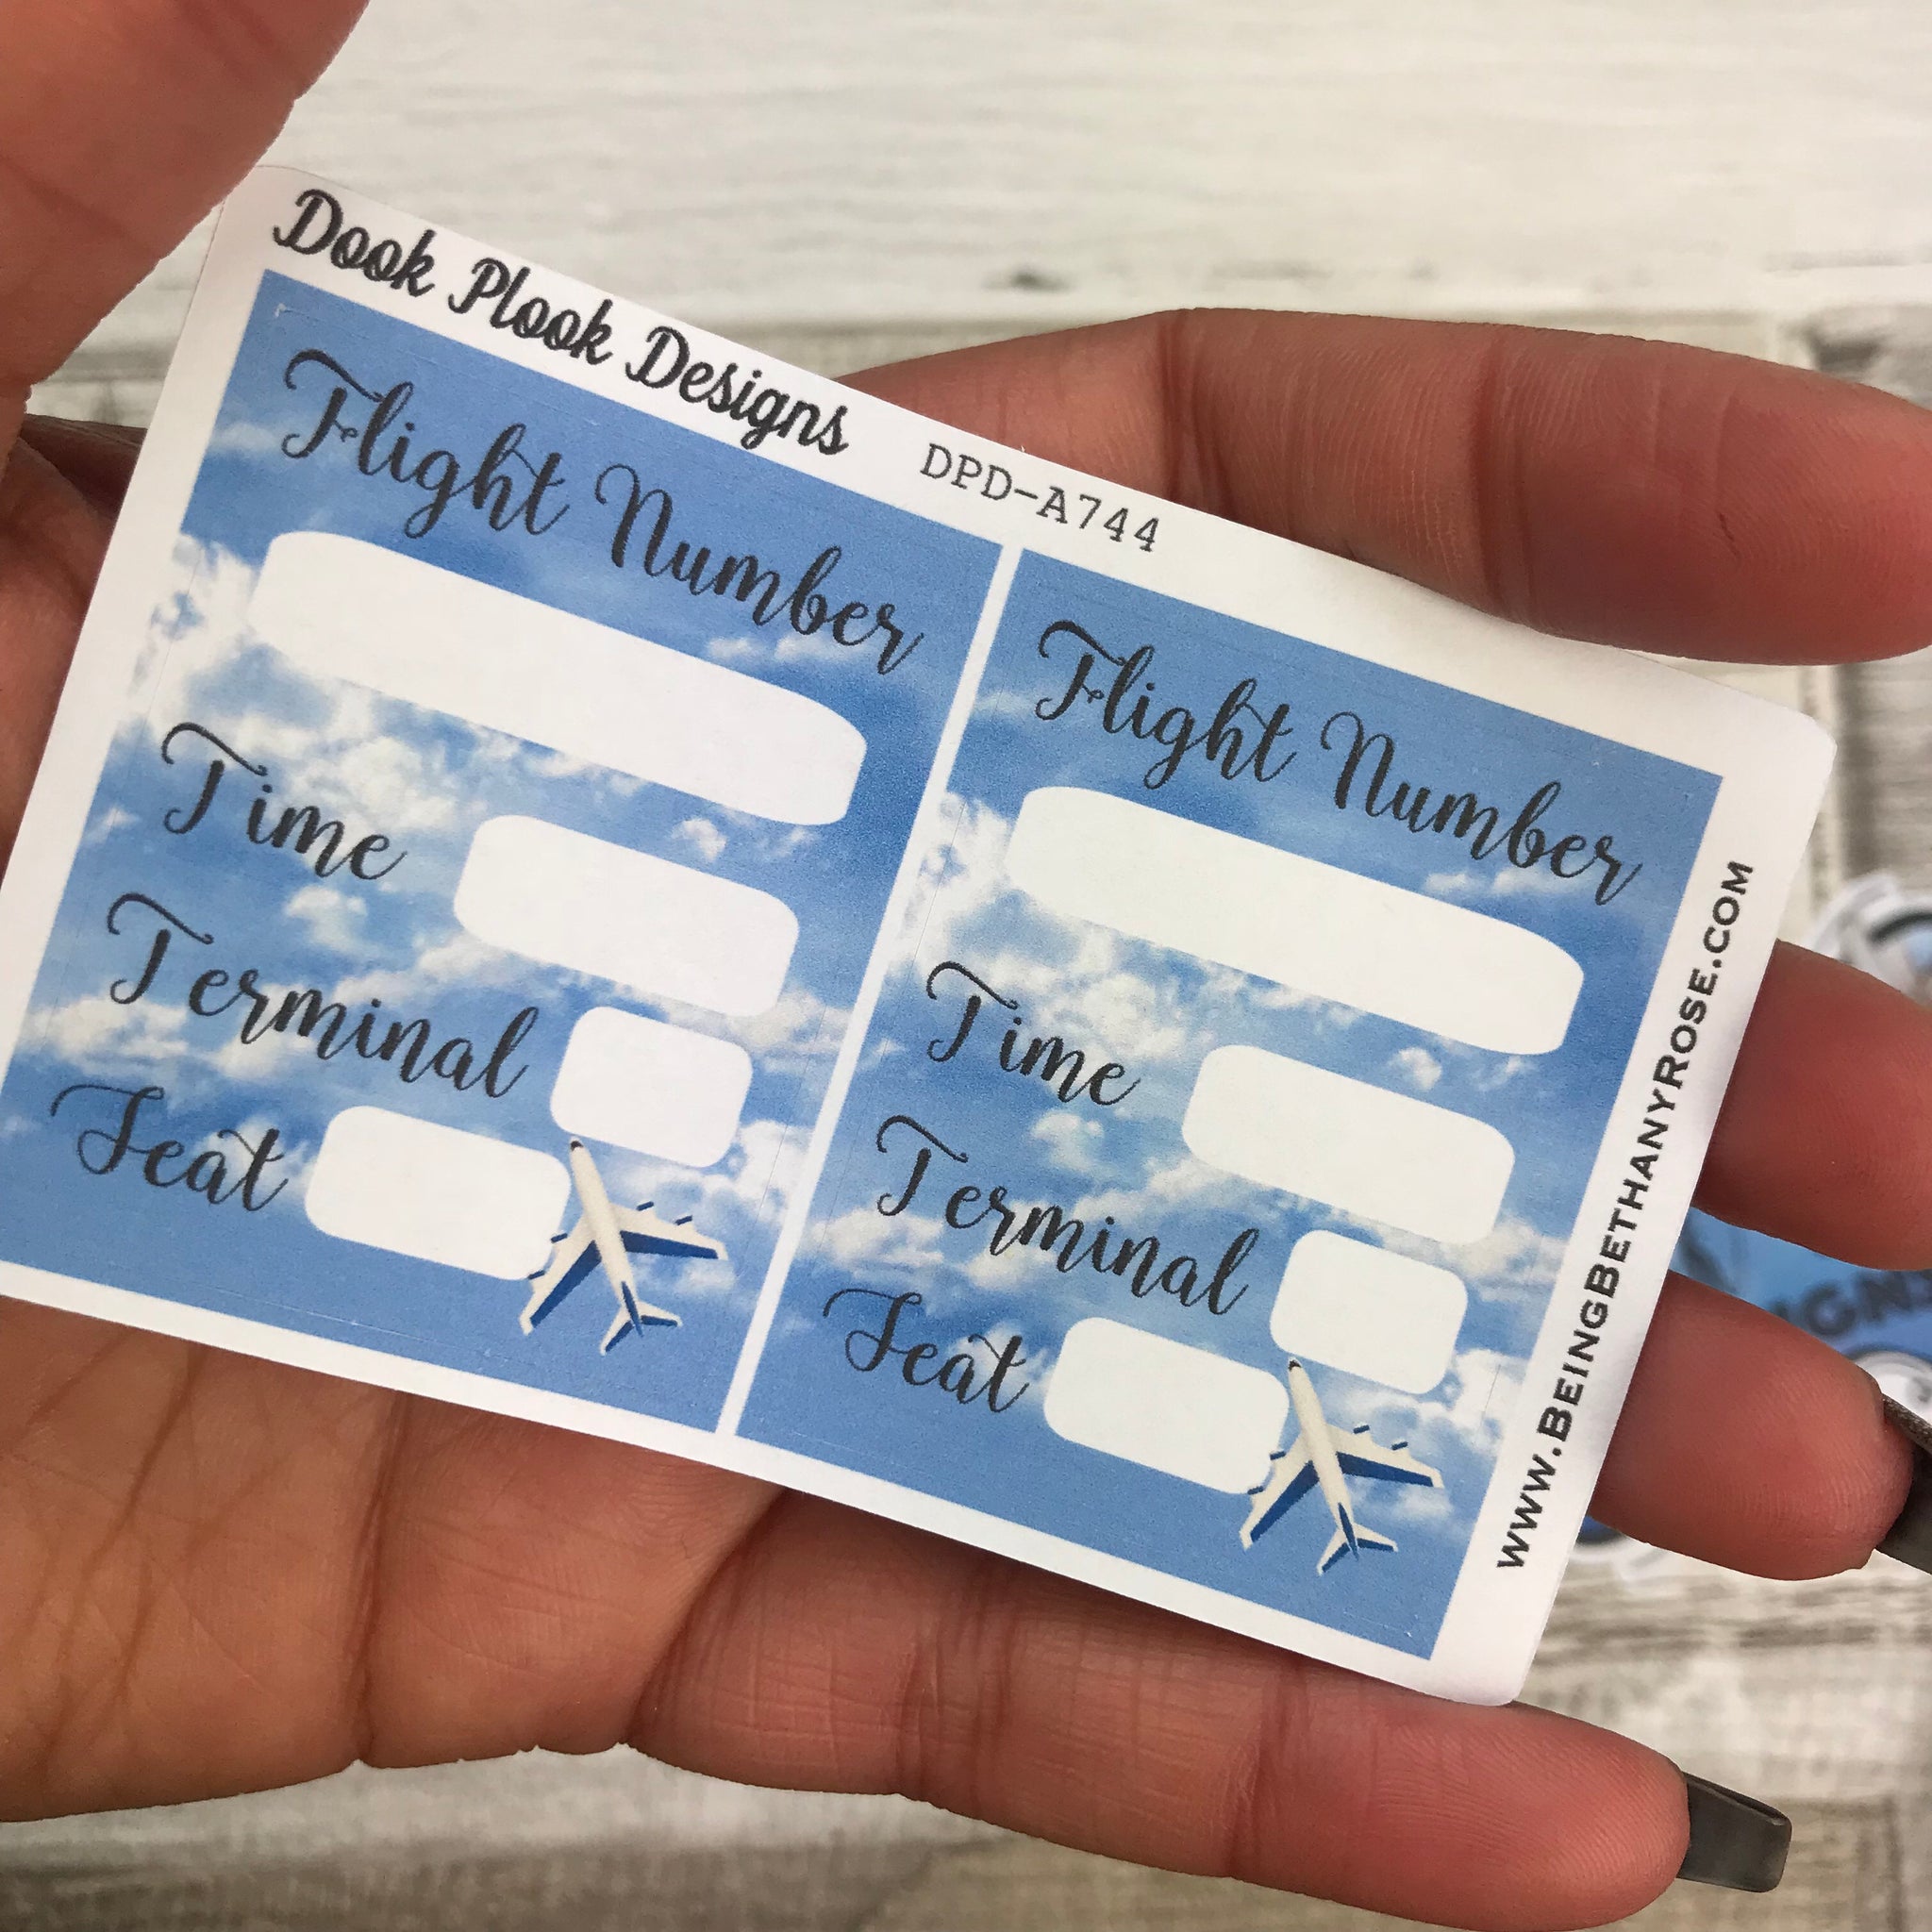 Dook Plook Designs
DPD-A744
Flight Number
Time
Terminal
Seat
Flight Number
Time
Terminal
Seat
www.BeingBethanyRose.com